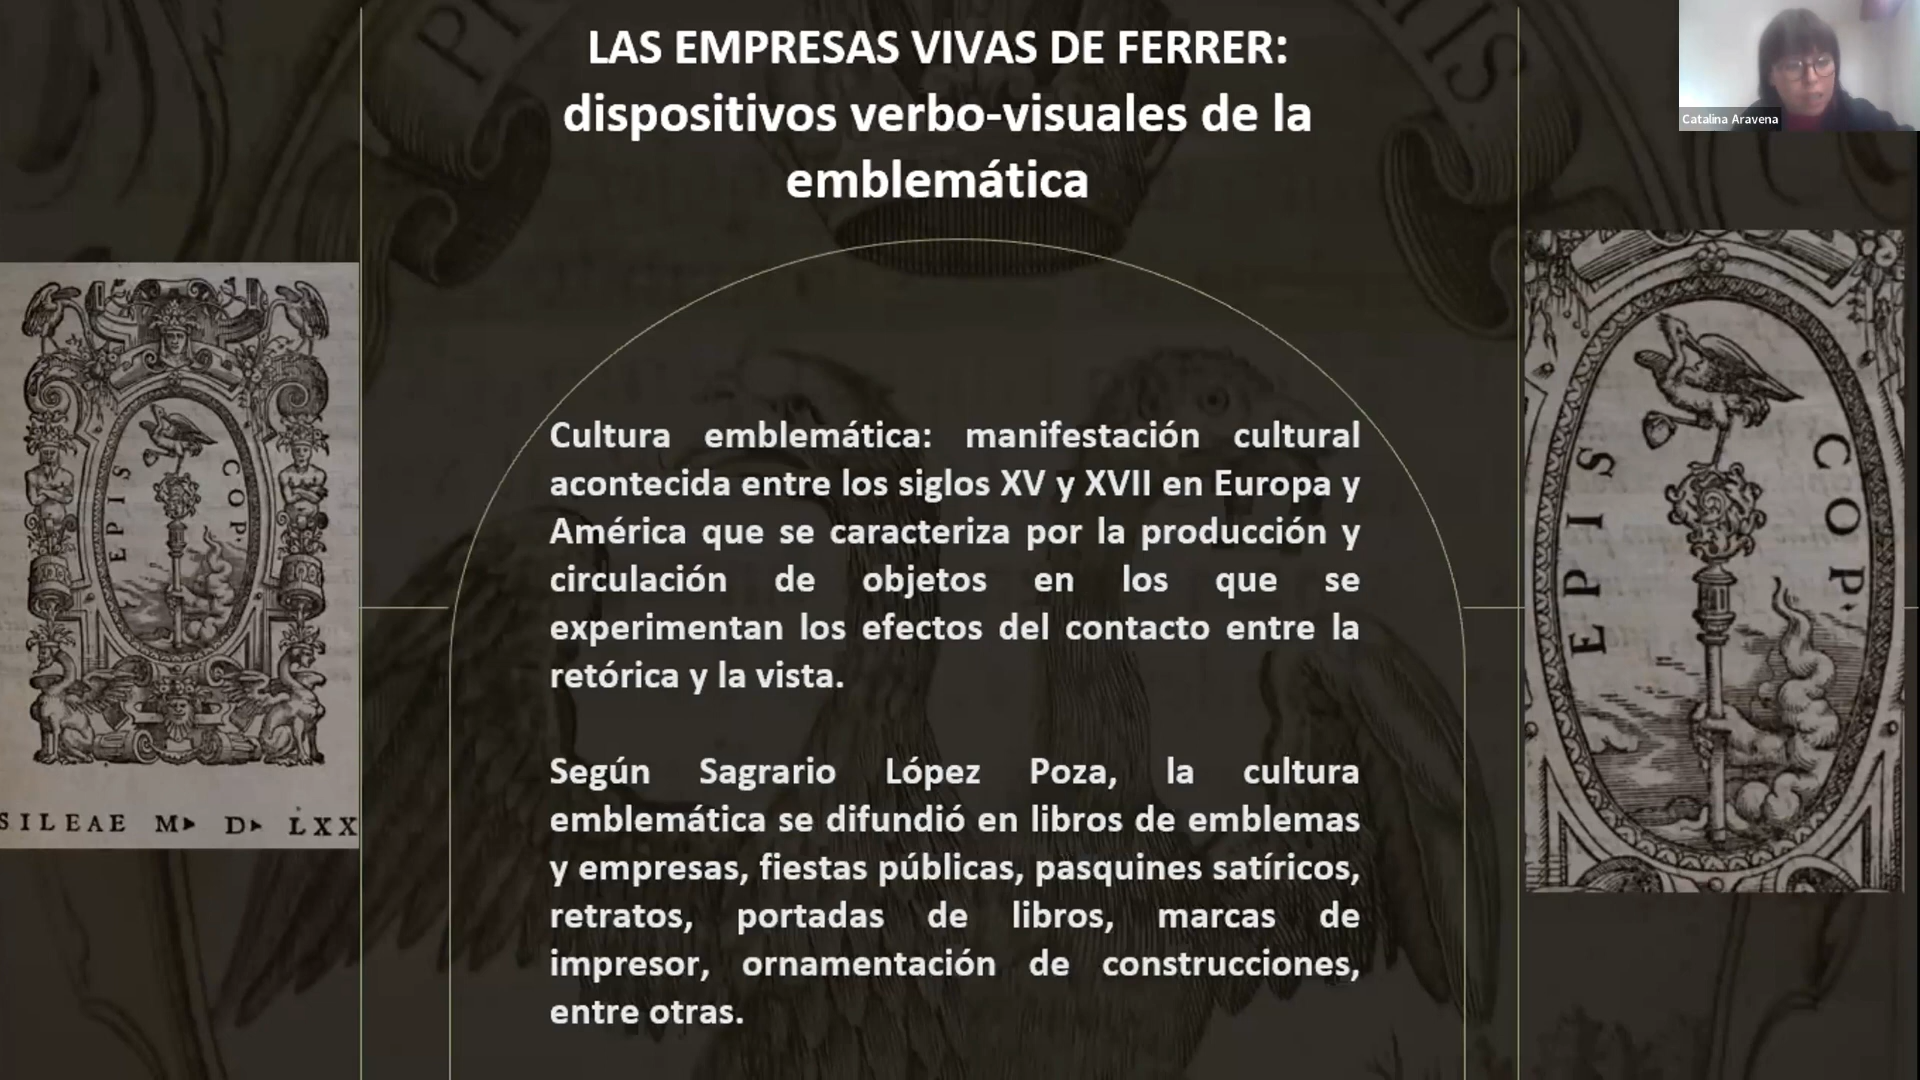 LAS EMPRESAS VIVAS DE FERRER:
dispositivos verbo-visuales de la
emblemática
Catalina Aravena
Cultura emblemática: manifestación cultural
acontecida entre los siglos XV y XVII en Europa y
América que se caracteriza por la producción y
circulación de objetos en los que se
experimentan los efectos del contacto entre la
retórica y la vista.
Según Sagrario López Poza, la cultura
emblemática se difundió en libros de emblemas
y empresas, fiestas públicas, pasquines satíricos,
retratos, portadas de libros, marcas de
impresor, ornamentación de construcciones,
entre otras.
EPIS COP.
SILEAE M D LXX
EPIS COP.